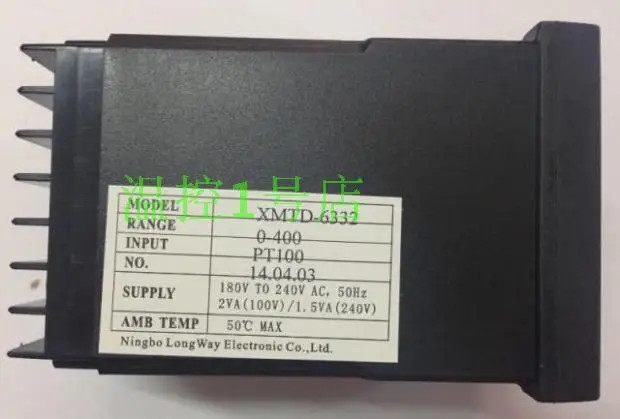 温控1号店
MODEL XMTD-6332
RANGE 0-400
INPUT PT100
NO. 14.04.03
SUPPLY 180V TO 240V AC, 50Hz
2VA(100V)/1.5VA(240V)
AMB TEMP 50℃ MAX
Ningbo LongWay Electronic Co.,Ltd.